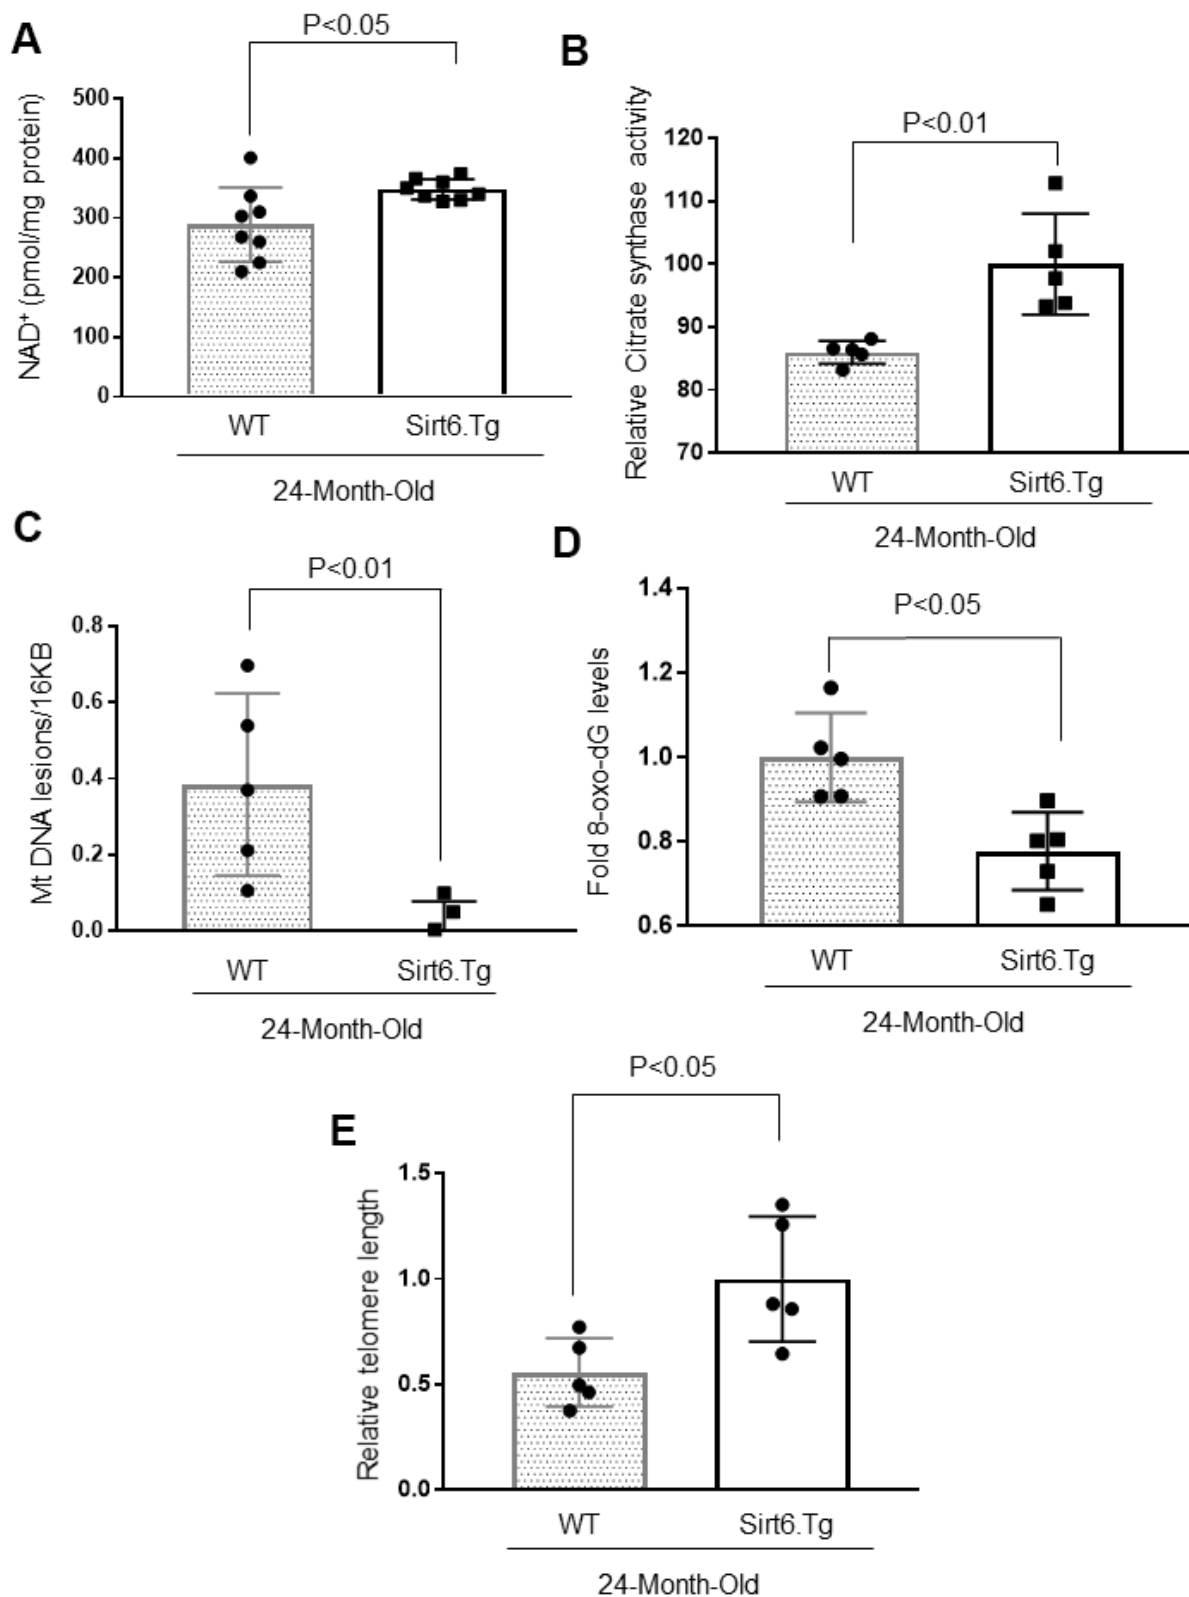 A
P<0.05
NAD⁺ (pmol/mg protein)
500
400
300
200
100
0
WT
Sirt6.Tg
24-Month-Old
B
P<0.01
Relative Citrate synthase activity
120
110
100
90
80
70
WT
Sirt6.Tg
24-Month-Old
C
P<0.01
Mt DNA lesions/16KB
0.8
0.6
0.4
0.2
0.0
WT
Sirt6.Tg
24-Month-Old
D
P<0.05
Fold 8-oxo-dG levels
1.4
1.2
1.0
0.8
0.6
WT
Sirt6.Tg
24-Month-Old
E
P<0.05
Relative telomere length
1.5
1.0
0.5
0.0
WT
Sirt6.Tg
24-Month-Old